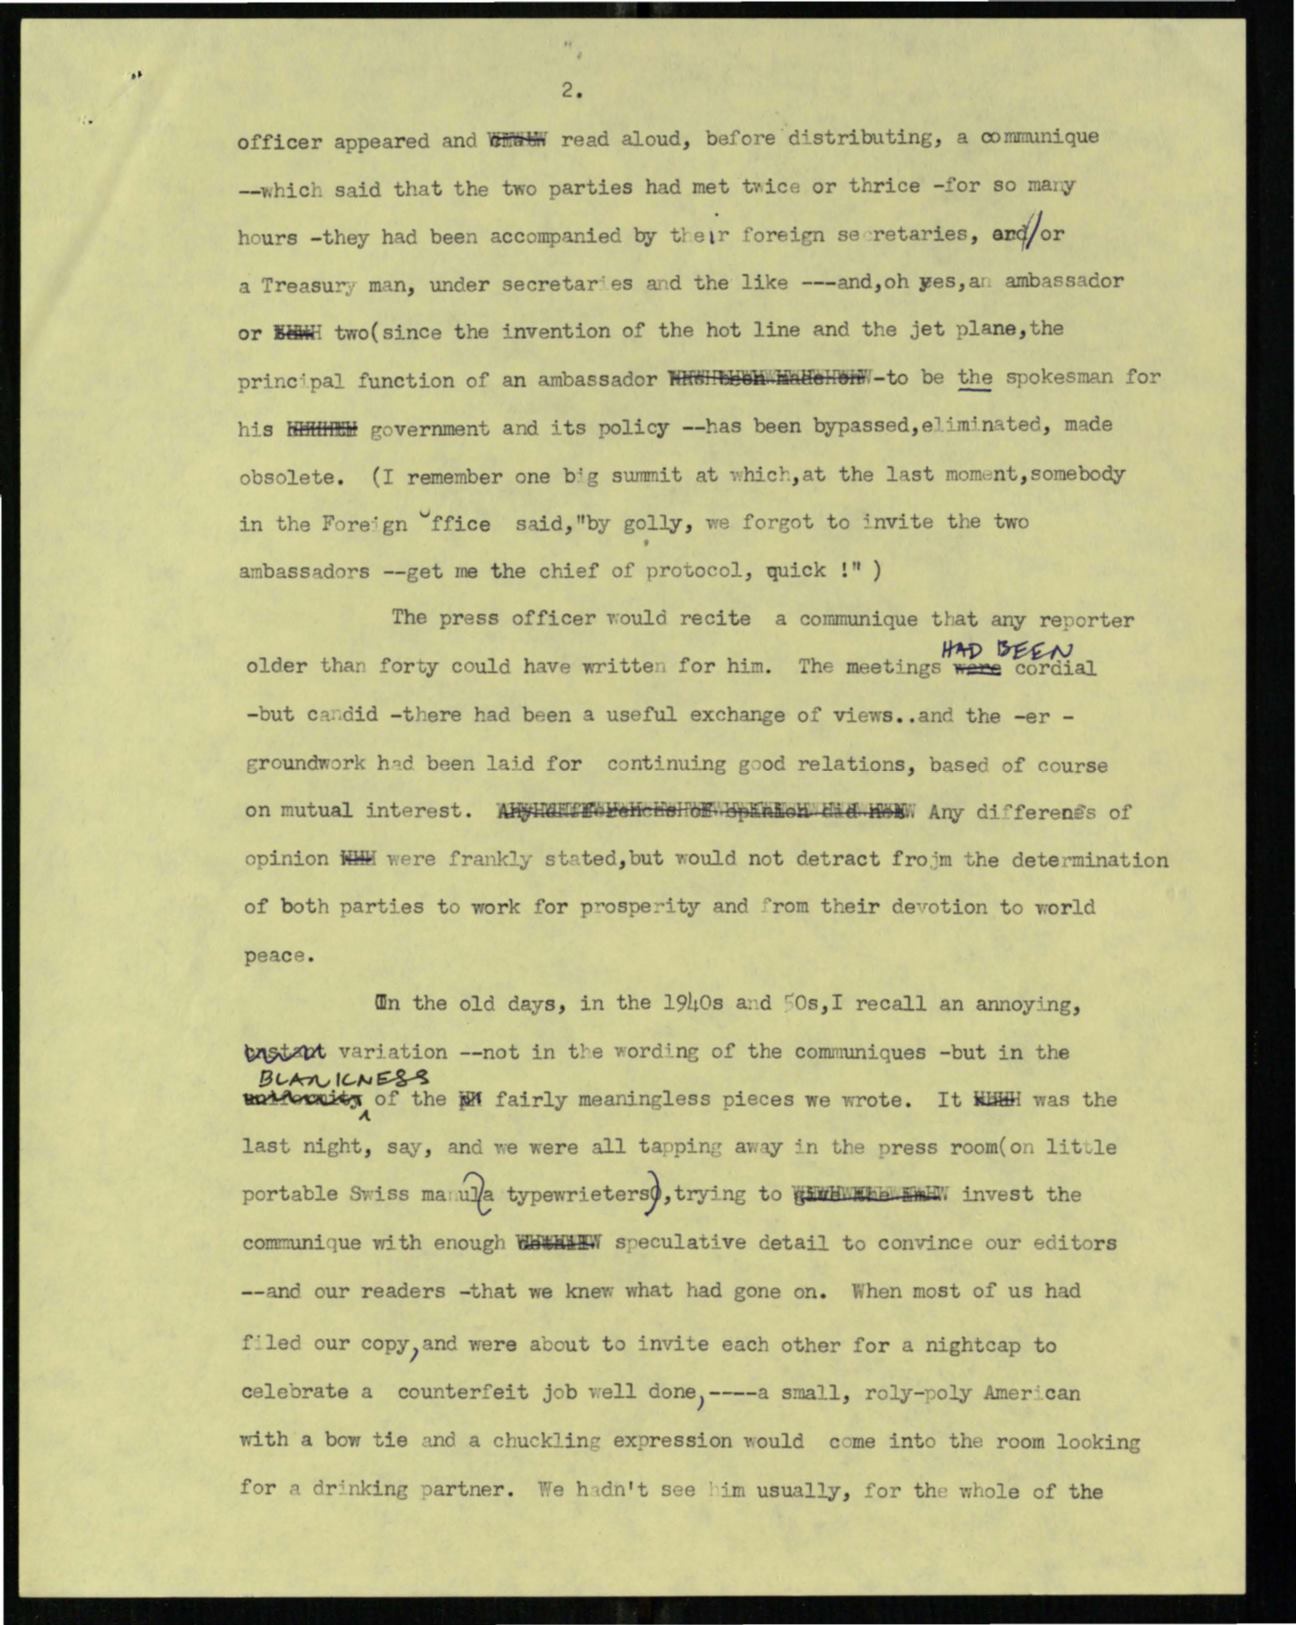 2.
officer appeared and read aloud, before distributing, a communique
--which said that the two parties had met twice or thrice -for so many
hours -they had been accompanied by their foreign secretaries, and/or
a Treasury man, under secretaries and the like ---and,oh yes,an ambassador
or two(since the invention of the hot line and the jet plane,the
principal function of an ambassador -to be the spokesman for
his government and its policy --has been bypassed,eliminated, made
obsolete. (I remember one big summit at which,at the last moment,somebody
in the Foreign Office said,"by golly, we forgot to invite the two
ambassadors --get me the chief of protocol, quick !" )
The press officer would recite a communique that any reporter
older than forty could have written for him. The meetings were HAD BEEN cordial
-but candid -there had been a useful exchange of views..and the -er -
groundwork had been laid for continuing good relations, based of course
on mutual interest. Any differences of opinion did not Any differenes of
opinion were frankly stated,but would not detract frojm the determination
of both parties to work for prosperity and from their devotion to world
peace.
In the old days, in the 1940s and 50s,I recall an annoying,
variation --not in the wording of the communiques -but in the
BLANKNESS
uniformity of the fairly meaningless pieces we wrote. It was the
last night, say, and we were all tapping away in the press room(on little
portable Swiss manula typewrieters),trying to invest the
communique with enough speculative detail to convince our editors
--and our readers -that we knew what had gone on. When most of us had
filed our copy,and were about to invite each other for a nightcap to
celebrate a counterfeit job well done,----a small, roly-poly American
with a bow tie and a chuckling expression would come into the room looking
for a drinking partner. We hadn't see him usually, for the whole of the